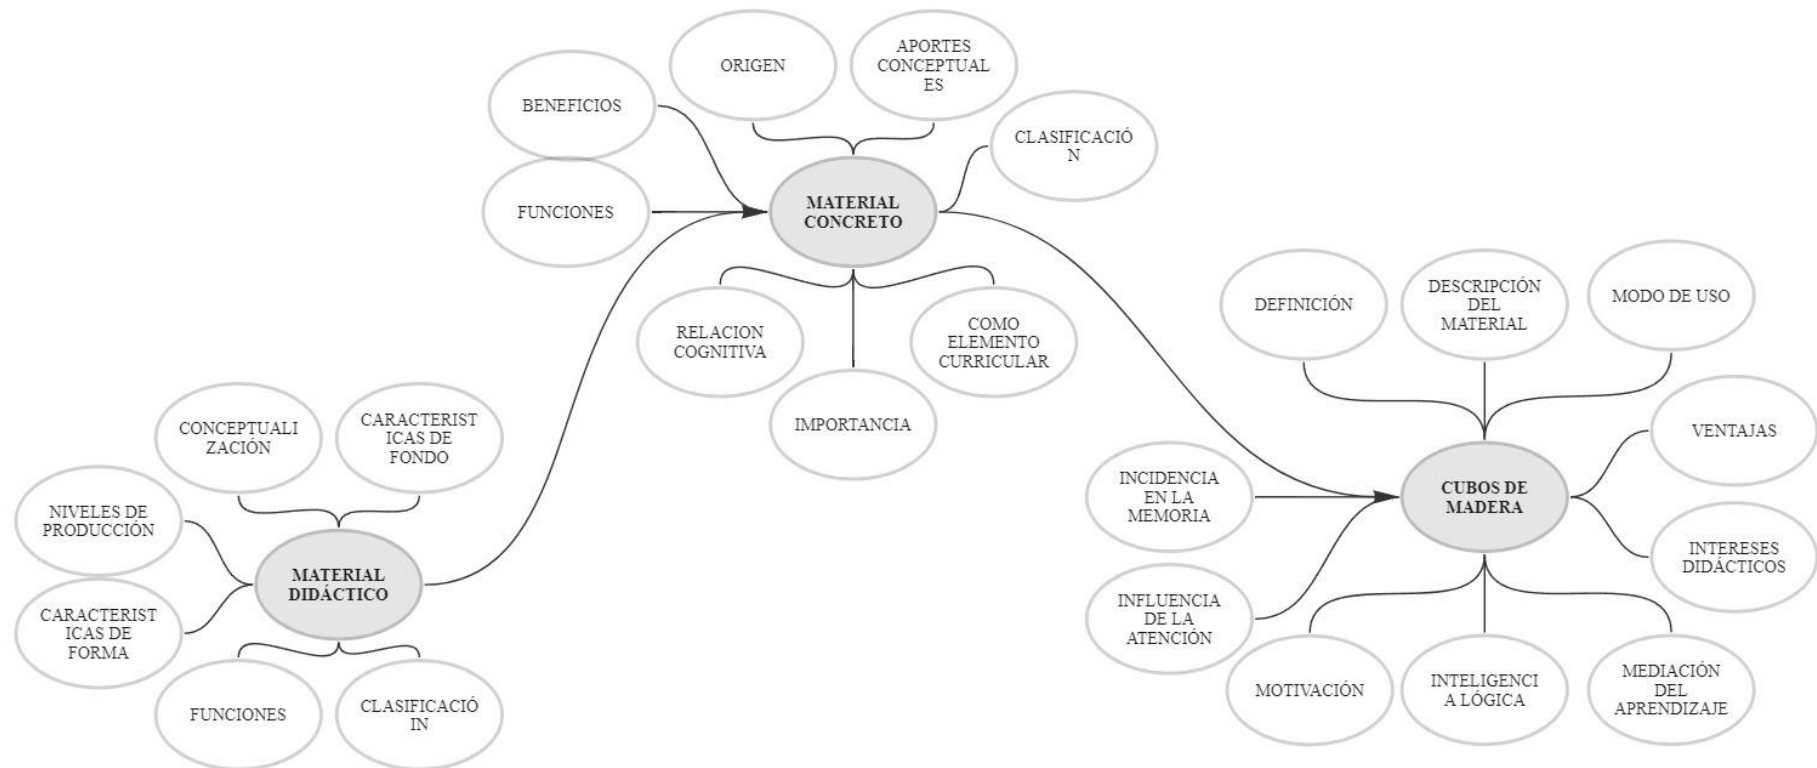 ORIGEN
APORTES
CONCEPTUAL
ES
BENEFICIOS
CLASIFICACIÓ
N
FUNCIONES
MATERIAL
CONCRETO
RELACION
COGNITIVA
COMO
ELEMENTO
CURRICULAR
IMPORTANCIA
CONCEPTUALI
ZACIÓN
CARACTERIST
ICAS DE
FONDO
NIVELES DE
PRODUCCIÓN
MATERIAL
DIDÁCTICO
CARACTERIST
ICAS DE
FORMA
FUNCIONES
CLASIFICACIÓ
IN
DEFINICIÓN
DESCRIPCIÓN
DEL
MATERIAL
MODO DE USO
VENTAJAS
INCIDENCIA
EN LA
MEMORIA
CUBOS DE
MADERA
INTERESES
DIDÁCTICOS
INFLUENCIA
DE LA
ATENCIÓN
MOTIVACIÓN
INTELIGENCI
A LÓGICA
MEDIACIÓN
DEL
APRENDIZAJE